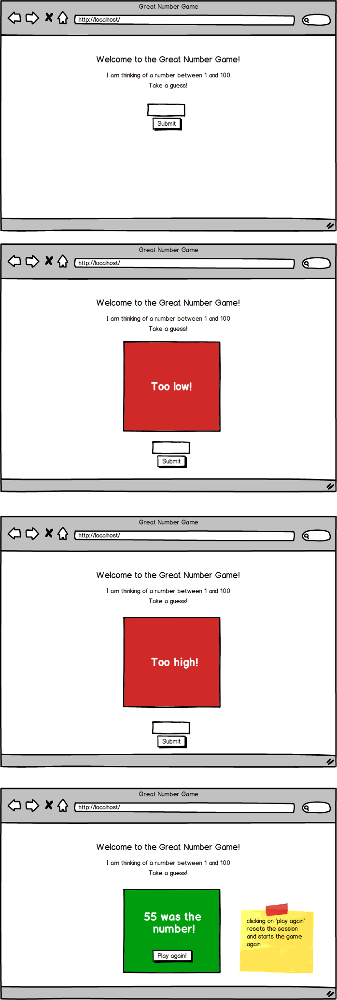 Great Number Game
http://localhost/
Welcome to the Great Number Game!
I am thinking of a number between 1 and 100
Take a guess!
Submit
Great Number Game
http://localhost/
Welcome to the Great Number Game!
I am thinking of a number between 1 and 100
Take a guess!
Too low!
Submit
Great Number Game
http://localhost/
Welcome to the Great Number Game!
I am thinking of a number between 1 and 100
Take a guess!
Too high!
Submit
Great Number Game
http://localhost/
Welcome to the Great Number Game!
I am thinking of a number between 1 and 100
Take a guess!
55 was the
number!
Play again!
clicking on 'play again'
resets the session
and starts the game
again.